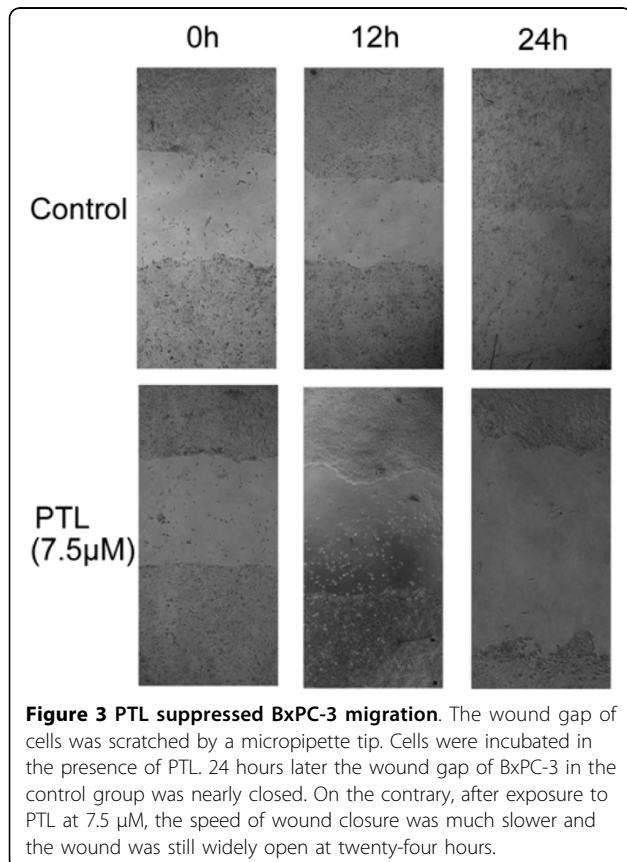 0h 12h 24h
Control
PTL
(7.5µM)
Figure 3 PTL suppressed BxPC-3 migration. The wound gap of
cells was scratched by a micropipette tip. Cells were incubated in
the presence of PTL. 24 hours later the wound gap of BxPC-3 in the
control group was nearly closed. On the contrary, after exposure to
PTL at 7.5 μM, the speed of wound closure was much slower and
the wound was still widely open at twenty-four hours.